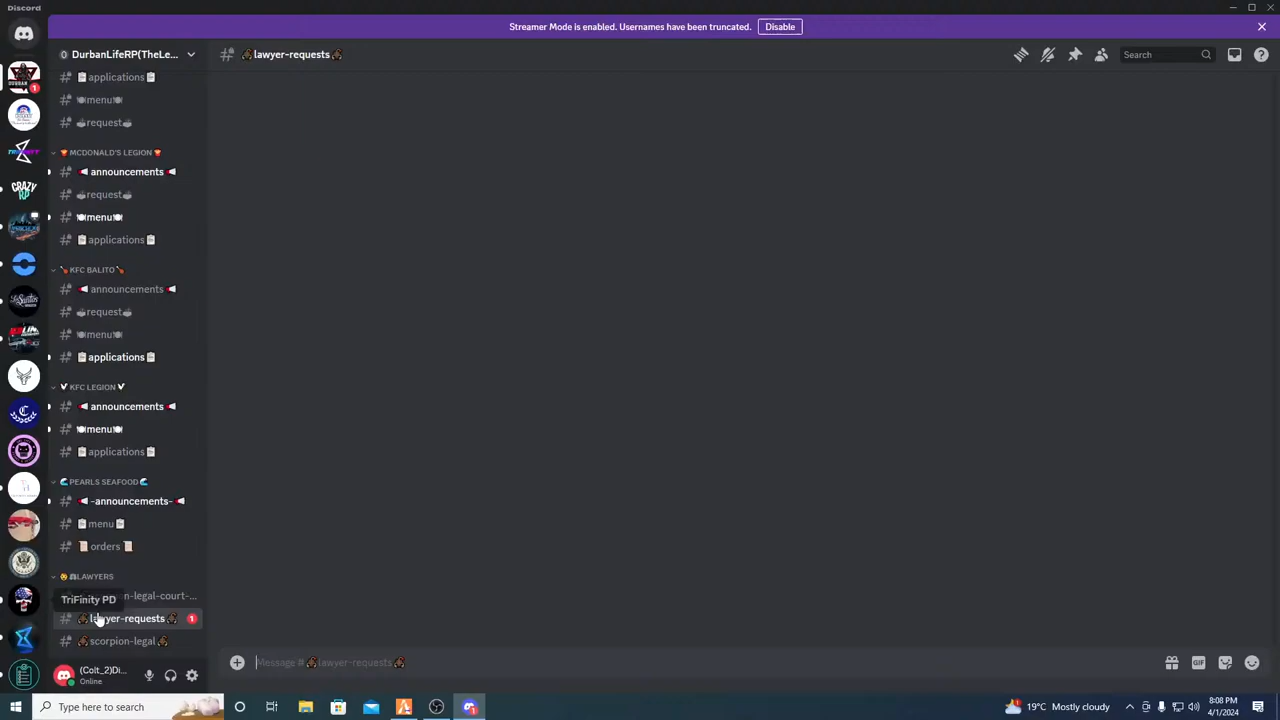 Discord
Streamer Mode is enabled. Usernames have been truncated.
Disable
DurbanLifeRP(TheLe...
lawyer-requests
Search
applications
menu
request
MCDONALD'S LEGION
announcements
request
menu
applications
KFC BALITO
announcements
request
menu
applications
KFC LEGION
announcements
menu
applications
PEARLS SEAFOOD
-announcements-
menu
orders
LAWYERS
on-legal-court-...
TriFinity PD
lawyer-requests
1
scorpion-legal
Message # lawyer-requests
GIF
(Colt_2)Di...
Online
Type here to search
19°C Mostly cloudy
8:08 PM
4/1/2024